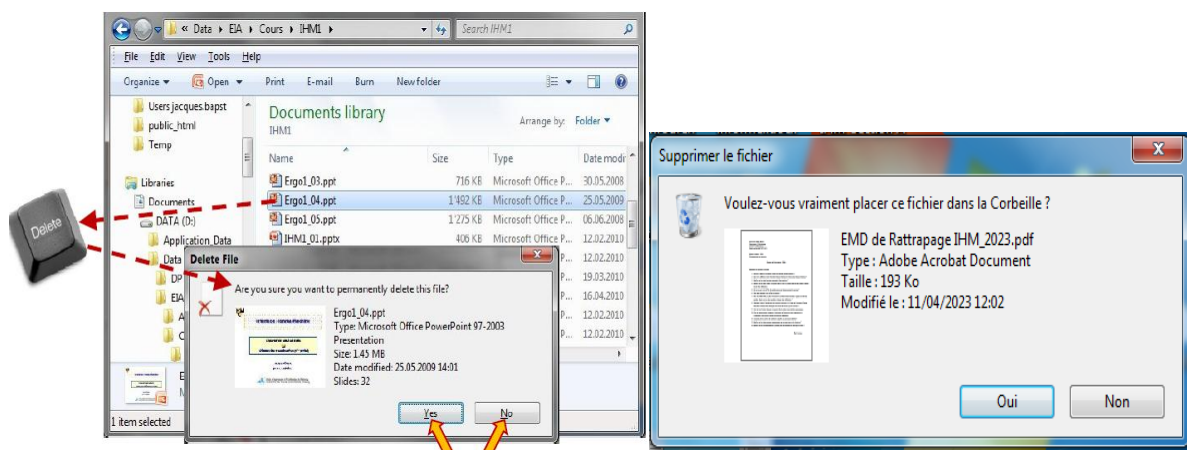 « Data ▸ EIA ▸ Cours ▸ IHM1 ▸
Search IHM1
File Edit View Tools Help
Organize Open Print E-mail Burn New folder
Users jacques.bapst
public_html
Temp
Libraries
Documents
DATA (D:)
Application_Data
Data
DP
EIA
Documents library
IHM1
Arrange by: Folder
Name Size Type Date modi
Ergo1_03.ppt 716 KB Microsoft Office P... 30.05.2008
Ergo1_04.ppt 1'492 KB Microsoft Office P... 25.05.2009
Ergo1_05.ppt 1'275 KB Microsoft Office P... 06.06.2008
IHM1_01.pptx 406 KB Microsoft Office P... 12.02.2010
P... 12.02.2010
P... 19.03.2010
P... 16.04.2010
P... 12.02.2010
P... 12.02.2010
1 item selected
Delete
Delete File
Are you sure you want to permanently delete this file?
Ergo1_04.ppt
Type: Microsoft Office PowerPoint 97-2003
Presentation
Size: 1.45 MB
Date modified: 25.05.2009 14:01
Slides: 32
Yes No
Supprimer le fichier
Voulez-vous vraiment placer ce fichier dans la Corbeille ?
EMD de Rattrapage IHM_2023.pdf
Type : Adobe Acrobat Document
Taille : 193 Ko
Modifié le : 11/04/2023 12:02
Oui Non